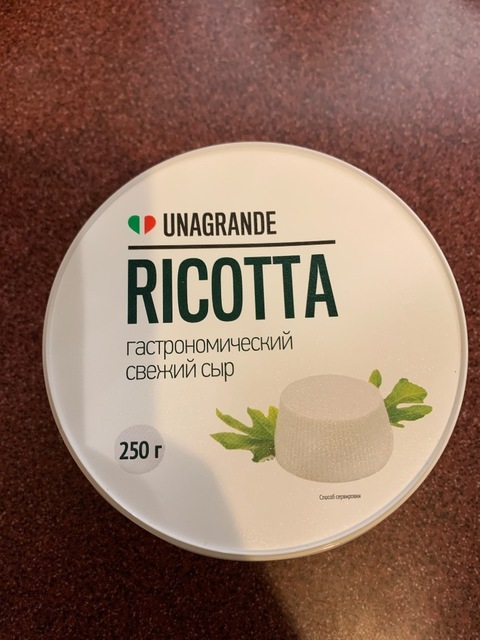 UNAGRANDE
RICOTTA
гастрономический
свежий сыр
250 г
Способ сервировки